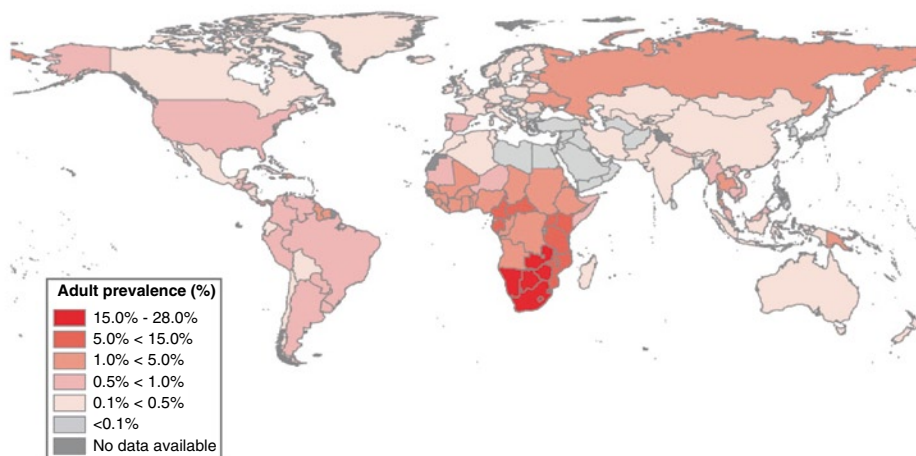 Adult prevalence (%)
15.0% - 28.0%
5.0% < 15.0%
1.0% < 5.0%
0.5% < 1.0%
0.1% < 0.5%
<0.1%
No data available